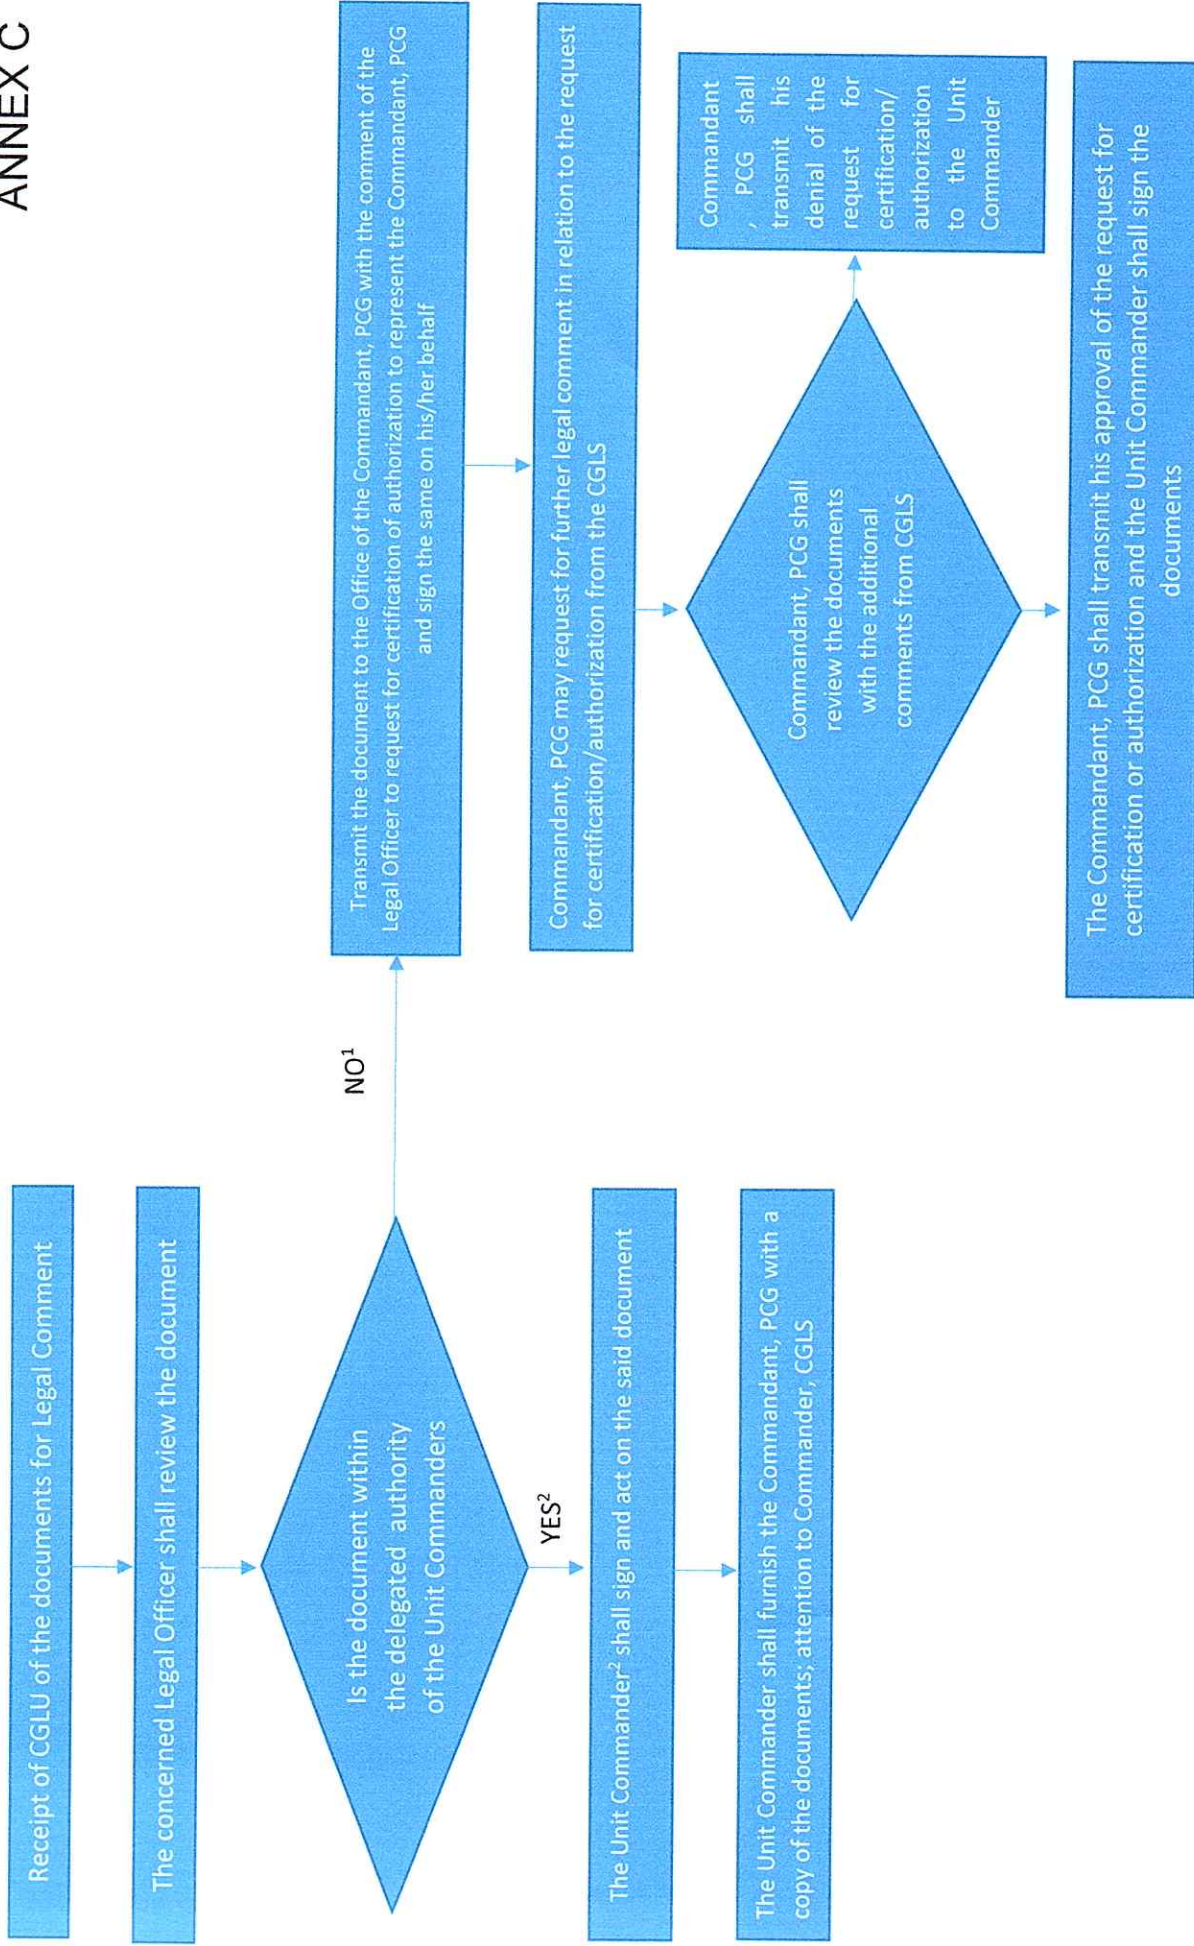 ANNEX C
Receipt of CGLU of the documents for Legal Comment
The concerned Legal Officer shall review the document
Is the document within
the delegated authority
of the Unit Commanders
NO¹
YES²
The Unit Commander² shall sign and act on the said document
The Unit Commander shall furnish the Commandant, PCG with a
copy of the documents; attention to Commander, CGLS
Transmit the document to the Office of the Commandant, PCG with the comment of the
Legal Officer to request for certification of authorization to represent the Commandant, PCG
and sign the same on his/her behalf
Commandant, PCG may request for further legal comment in relation to the request
for certification/authorization from the CGLS
Commandant, PCG shall
review the documents
with the additional
comments from CGLS
Commandant
, PCG shall
transmit his
denial of the
request for
certification/
authorization
to the Unit
Commander
The Commandant, PCG shall transmit his approval of the request for
certification or authorization and the Unit Commander shall sign the
documents